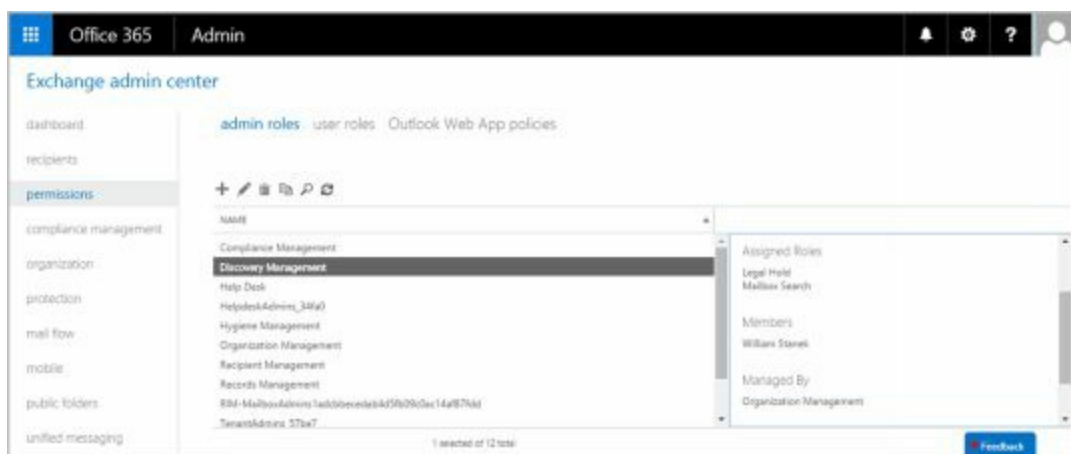 Office 365 Admin ?
Exchange admin center
dashboard
recipients
permissions
compliance management
organization
protection
mail flow
mobile
public folders
unified messaging
admin roles user roles Outlook Web App policies
NAME
Compliance Management
Discovery Management
Help Desk
HelpdeskAdmins_34fa0
Hygiene Management
Organization Management
Recipient Management
Records Management
TenantAdmins_57ba7
1 selected of 12 total
Assigned Roles
Legal Hold
Mailbox Search
Members
William Stanek
Managed By
Organization Management
Feedback